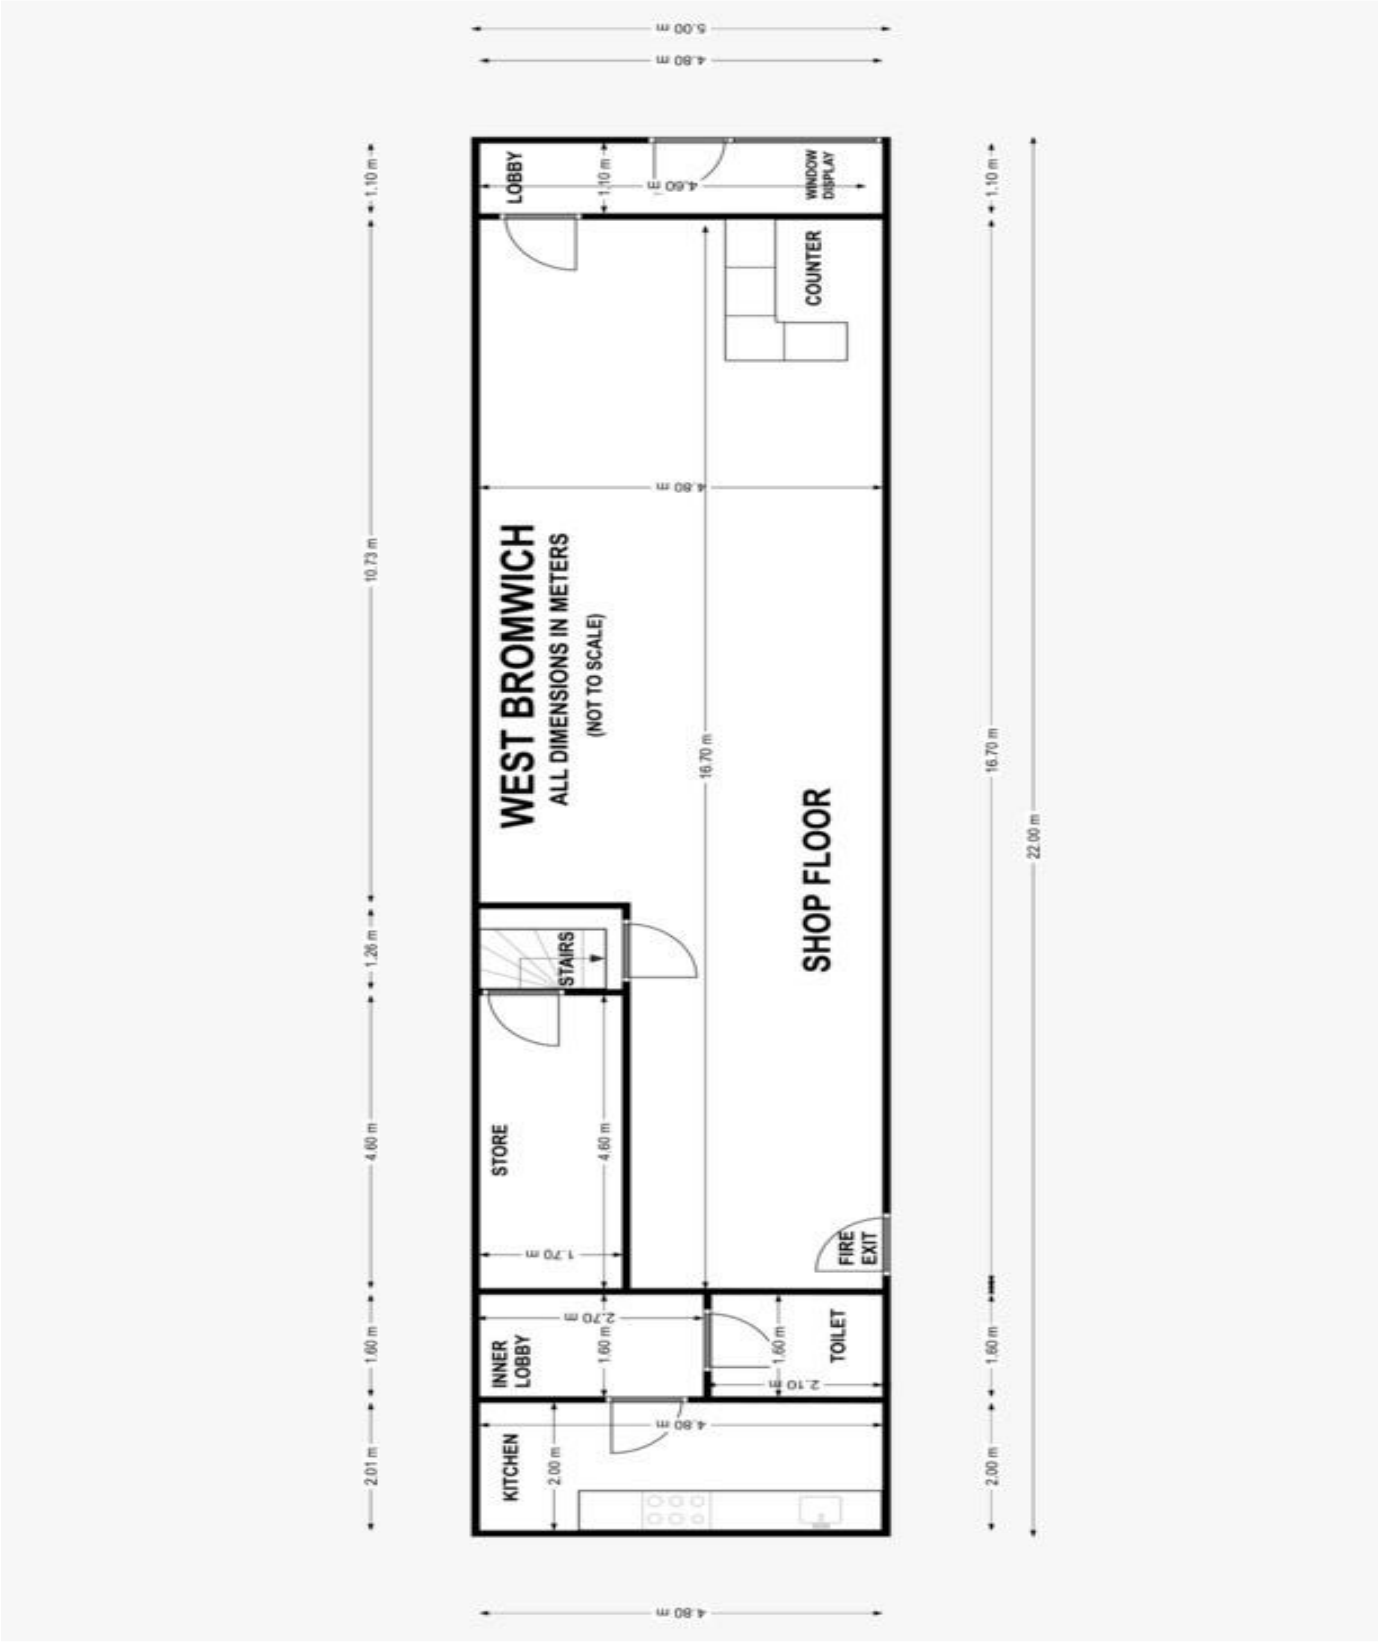 5.00 m
4.80 m
1.10 m
LOBBY
1.10 m
4.60 m
WINDOW
DISPLAY
1.10 m
COUNTER
4.80 m
10.73 m
WEST BROMWICH
ALL DIMENSIONS IN METERS
(NOT TO SCALE)
16.70 m
16.70 m
22.00 m
SHOP FLOOR
1.26 m
STAIRS
4.60 m
STORE
4.60 m
1.70 m
FIRE
EXIT
1.60 m
INNER
LOBBY
2.70 m
1.60 m
1.60 m
TOILET
2.10 m
1.60 m
2.01 m
KITCHEN
2.00 m
4.80 m
2.00 m
4.80 m